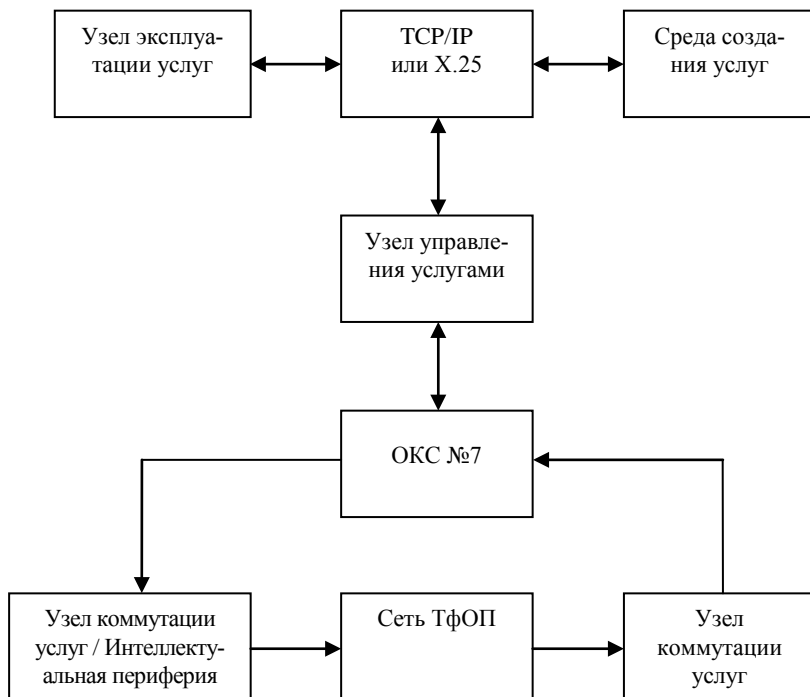 Узел эксплуа-
тации услуг
TCP/IP
или X.25
Среда созда-
ния услуг
Узел управле-
ния услугами
ОКС №7
Узел коммутации
услуг / Интеллекту-
альная периферия
Сеть ТфОП
Узел
коммутации
услуг